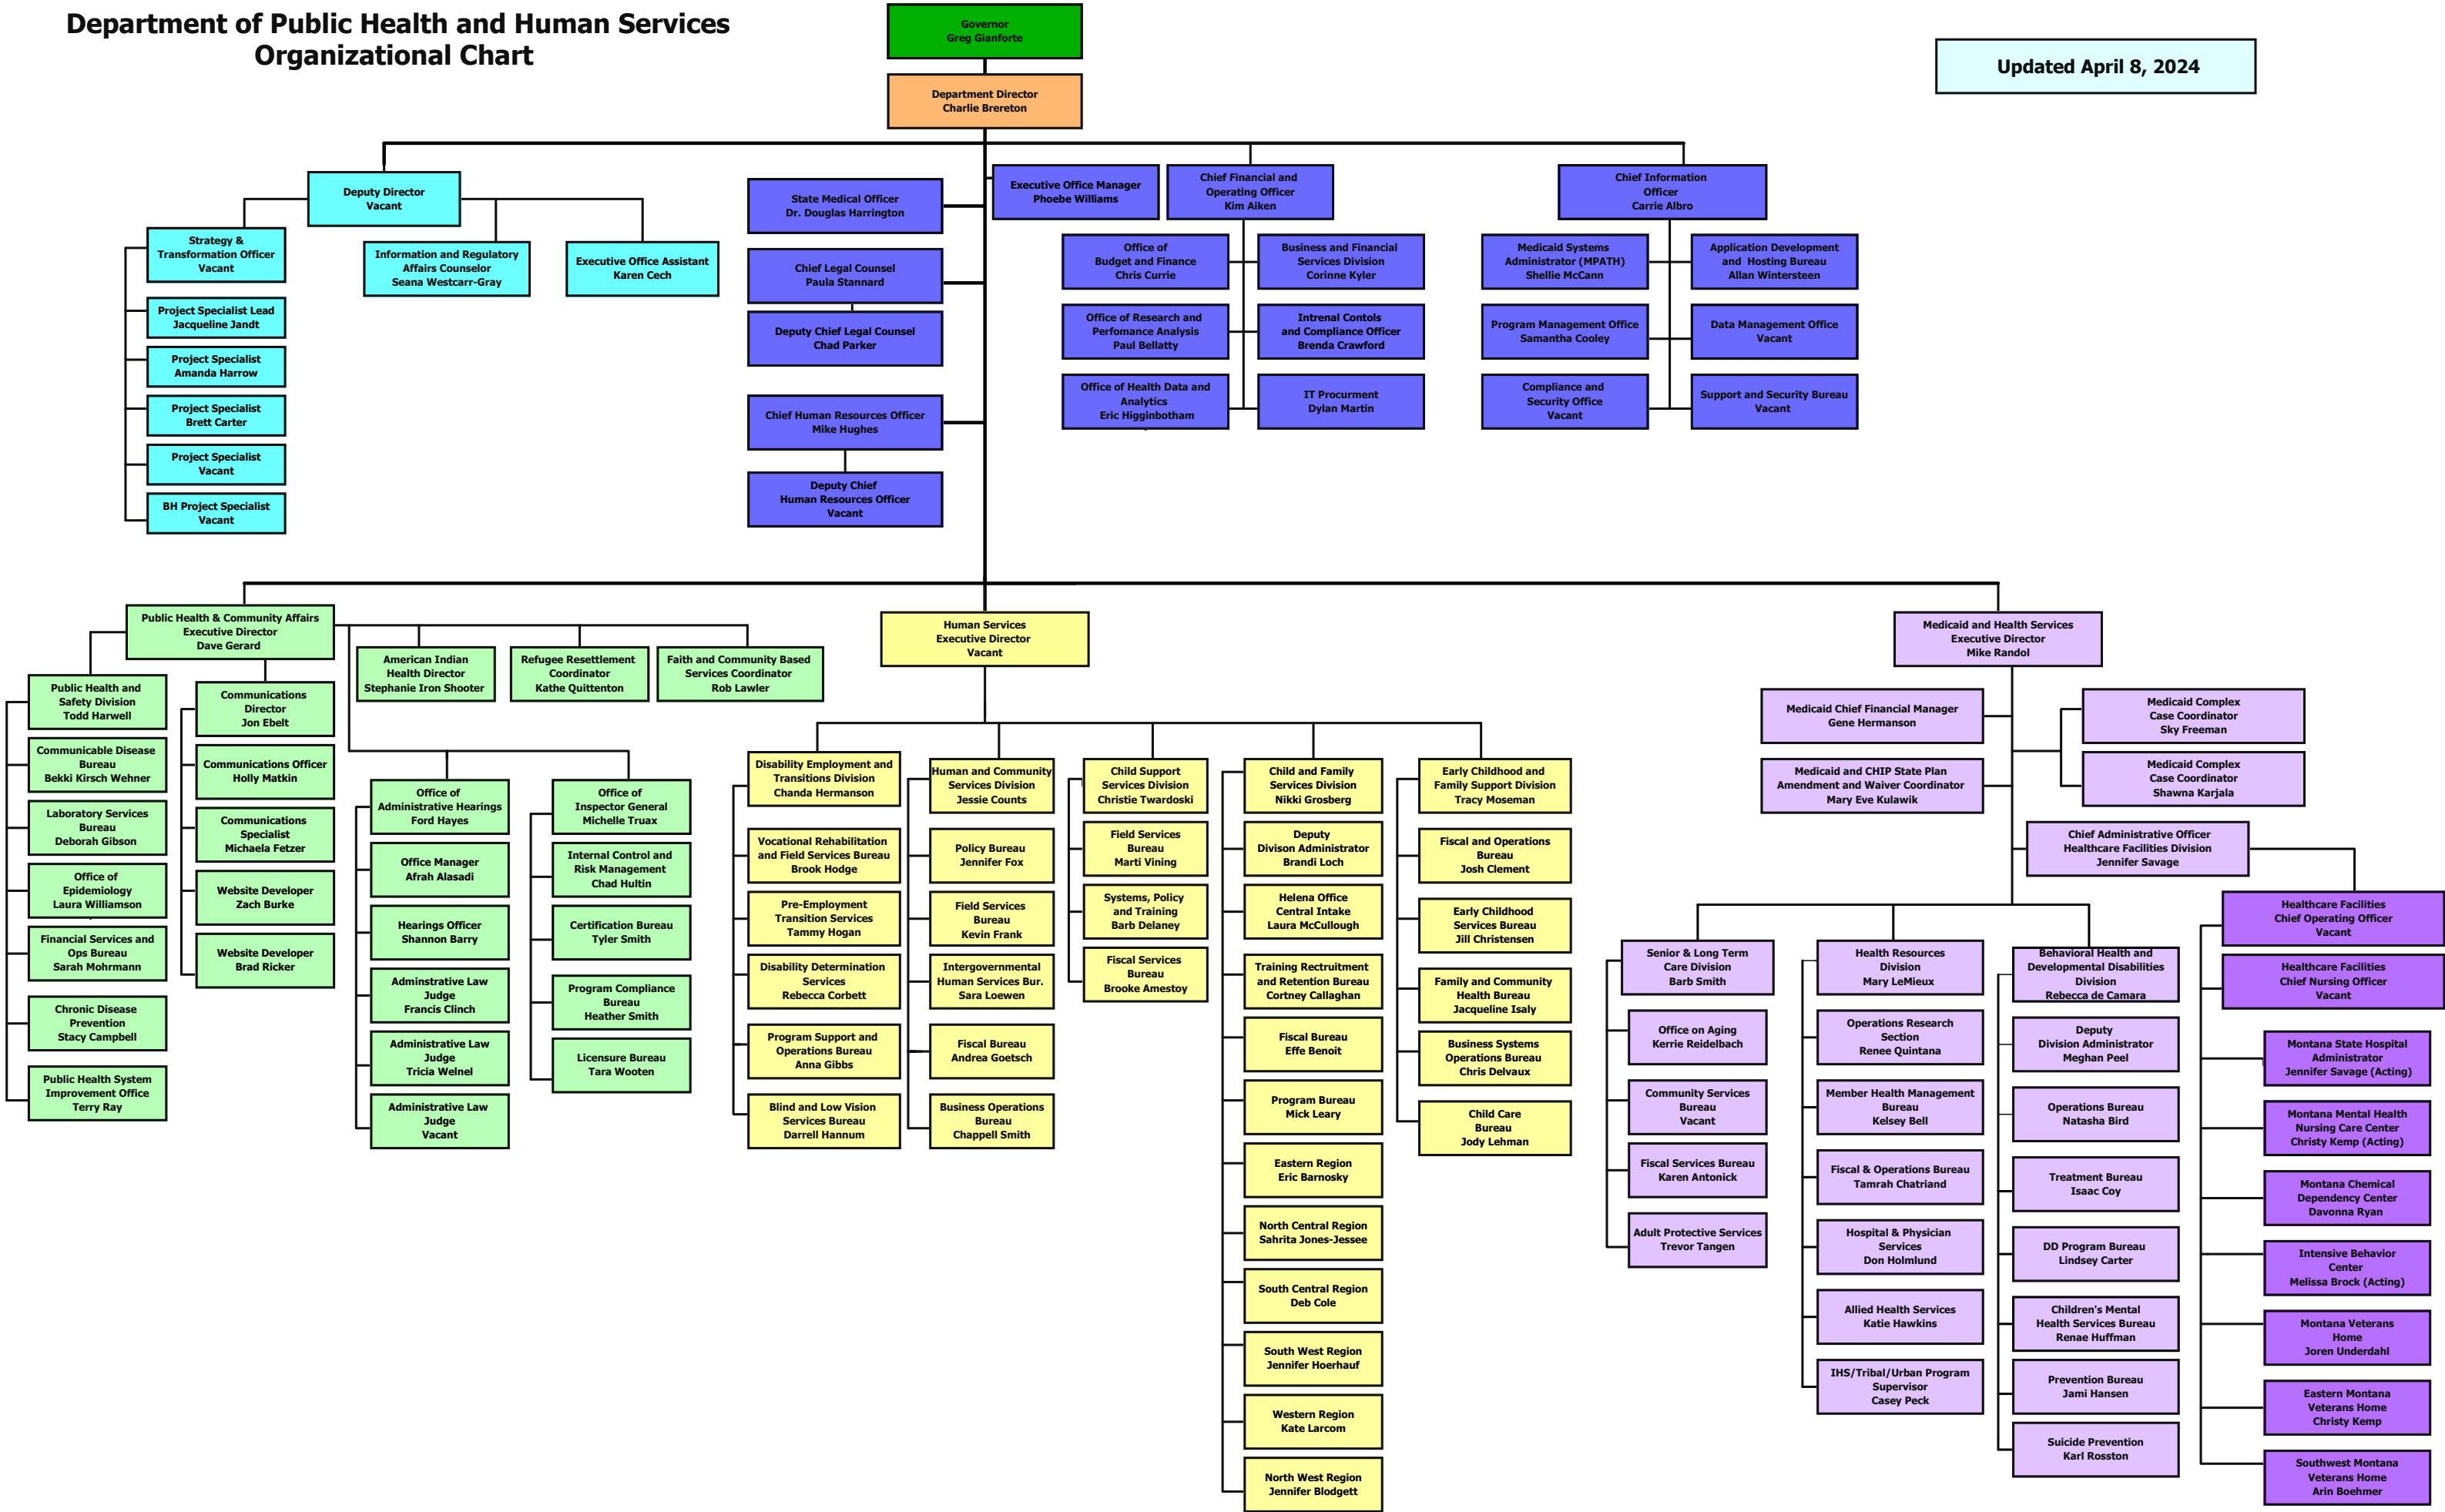 Department of Public Health and Human Services
Organizational Chart
Governor
Greg Gianforte
Updated April 8, 2024
Department Director
Charlie Brereton
Deputy Director
Vacant
Strategy &
Transformation Officer
Vacant
Information and Regulatory
Affairs Counselor
Seana Westcarr-Gray
Executive Office Assistant
Karen Cech
Project Specialist Lead
Jacqueline Jandt
Project Specialist
Amanda Harrow
Project Specialist
Brett Carter
Project Specialist
Vacant
BH Project Specialist
Vacant
State Medical Officer
Dr. Douglas Harrington
Chief Legal Counsel
Paula Stannard
Deputy Chief Legal Counsel
Chad Parker
Chief Human Resources Officer
Mike Hughes
Deputy Chief
Human Resources Officer
Vacant
Executive Office Manager
Phoebe Williams
Chief Financial and
Operating Officer
Kim Aiken
Office of
Budget and Finance
Chris Currie
Business and Financial
Services Division
Corinne Kyler
Office of Research and
Perfomance Analysis
Paul Bellatty
Intrenal Contols
and Compliance Officer
Brenda Crawford
Office of Health Data and
Analytics
Eric Higginbotham
IT Procurment
Dylan Martin
Chief Information
Officer
Carrie Albro
Medicaid Systems
Administrator (MPATH)
Shellie McCann
Application Development
and Hosting Bureau
Allan Wintersteen
Program Management Office
Samantha Cooley
Data Management Office
Vacant
Compliance and
Security Office
Vacant
Support and Security Bureau
Vacant
Public Health & Community Affairs
Executive Director
Dave Gerard
American Indian
Health Director
Stephanie Iron Shooter
Refugee Resettlement
Coordinator
Kathe Quittenton
Faith and Community Based
Services Coordinator
Rob Lawler
Public Health and
Safety Division
Todd Harwell
Communicable Disease
Bureau
Bekki Kirsch Wehner
Laboratory Services
Bureau
Deborah Gibson
Office of
Epidemiology
Laura Williamson
Financial Services and
Ops Bureau
Sarah Mohrmann
Chronic Disease
Prevention
Stacy Campbell
Public Health System
Improvement Office
Terry Ray
Communications
Director
Jon Ebelt
Communications Officer
Holly Matkin
Communications
Specialist
Michaela Fetzer
Website Developer
Zach Burke
Website Developer
Brad Ricker
Office of
Administrative Hearings
Ford Hayes
Office Manager
Afrah Alasadi
Hearings Officer
Shannon Barry
Adminstrative Law
Judge
Francis Clinch
Administrative Law
Judge
Tricia Welnel
Administrative Law
Judge
Vacant
Office of
Inspector General
Michelle Truax
Internal Control and
Risk Management
Chad Hultin
Certification Bureau
Tyler Smith
Program Compliance
Bureau
Heather Smith
Licensure Bureau
Tara Wooten
Human Services
Executive Director
Vacant
Disability Employment and
Transitions Division
Chanda Hermanson
Vocational Rehabilitation
and Field Services Bureau
Brook Hodge
Pre-Employment
Transition Services
Tammy Hogan
Disability Determination
Services
Rebecca Corbett
Program Support and
Operations Bureau
Anna Gibbs
Blind and Low Vision
Services Bureau
Darrell Hannum
Human and Community
Services Division
Jessie Counts
Policy Bureau
Jennifer Fox
Field Services
Bureau
Kevin Frank
Intergovernmental
Human Services Bur.
Sara Loewen
Fiscal Bureau
Andrea Goetsch
Business Operations
Bureau
Chappell Smith
Child Support
Services Division
Christie Twardoski
Field Services
Bureau
Marti Vining
Systems, Policy
and Training
Barb Delaney
Fiscal Services
Bureau
Brooke Amestoy
Child and Family
Services Division
Nikki Grosberg
Deputy
Divison Administrator
Brandi Loch
Helena Office
Central Intake
Laura McCullough
Training Recruitment
and Retention Bureau
Cortney Callaghan
Fiscal Bureau
Effe Benoit
Program Bureau
Mick Leary
Eastern Region
Eric Barnosky
North Central Region
Sahrita Jones-Jessee
South Central Region
Deb Cole
South West Region
Jennifer Hoerhauf
Western Region
Kate Larcom
North West Region
Jennifer Blodgett
Early Childhood and
Family Support Division
Tracy Moseman
Fiscal and Operations
Bureau
Josh Clement
Early Childhood
Services Bureau
Jill Christensen
Family and Community
Health Bureau
Jacqueline Isaly
Business Systems
Operations Bureau
Chris Delvaux
Child Care
Bureau
Jody Lehman
Medicaid and Health Services
Executive Director
Mike Randol
Medicaid Chief Financial Manager
Gene Hermanson
Medicaid Complex
Case Coordinator
Sky Freeman
Medicaid and CHIP State Plan
Amendment and Waiver Coordinator
Mary Eve Kulawik
Medicaid Complex
Case Coordinator
Shawna Karjala
Chief Administrative Officer
Healthcare Facilities Division
Jennifer Savage
Senior & Long Term
Care Division
Barb Smith
Office on Aging
Kerrie Reidelbach
Community Services
Bureau
Vacant
Fiscal Services Bureau
Karen Antonick
Adult Protective Services
Trevor Tangen
Health Resources
Division
Mary LeMieux
Operations Research
Section
Renee Quintana
Member Health Management
Bureau
Kelsey Bell
Fiscal & Operations Bureau
Tamrah Chatriand
Hospital & Physician
Services
Don Holmlund
Allied Health Services
Katie Hawkins
IHS/Tribal/Urban Program
Supervisor
Casey Peck
Behavioral Health and
Developmental Disabilities
Division
Rebecca de Camara
Deputy
Division Administrator
Meghan Peel
Operations Bureau
Natasha Bird
Treatment Bureau
Isaac Coy
DD Program Bureau
Lindsey Carter
Children's Mental
Health Services Bureau
Renae Huffman
Prevention Bureau
Jami Hansen
Suicide Prevention
Karl Rosston
Healthcare Facilities
Chief Operating Officer
Vacant
Healthcare Facilities
Chief Nursing Officer
Vacant
Montana State Hospital
Administrator
Jennifer Savage (Acting)
Montana Mental Health
Nursing Care Center
Christy Kemp (Acting)
Montana Chemical
Dependency Center
Davonna Ryan
Intensive Behavior
Center
Melissa Brock (Acting)
Montana Veterans
Home
Joren Underdahl
Eastern Montana
Veterans Home
Christy Kemp
Southwest Montana
Veterans Home
Arin Boehmer